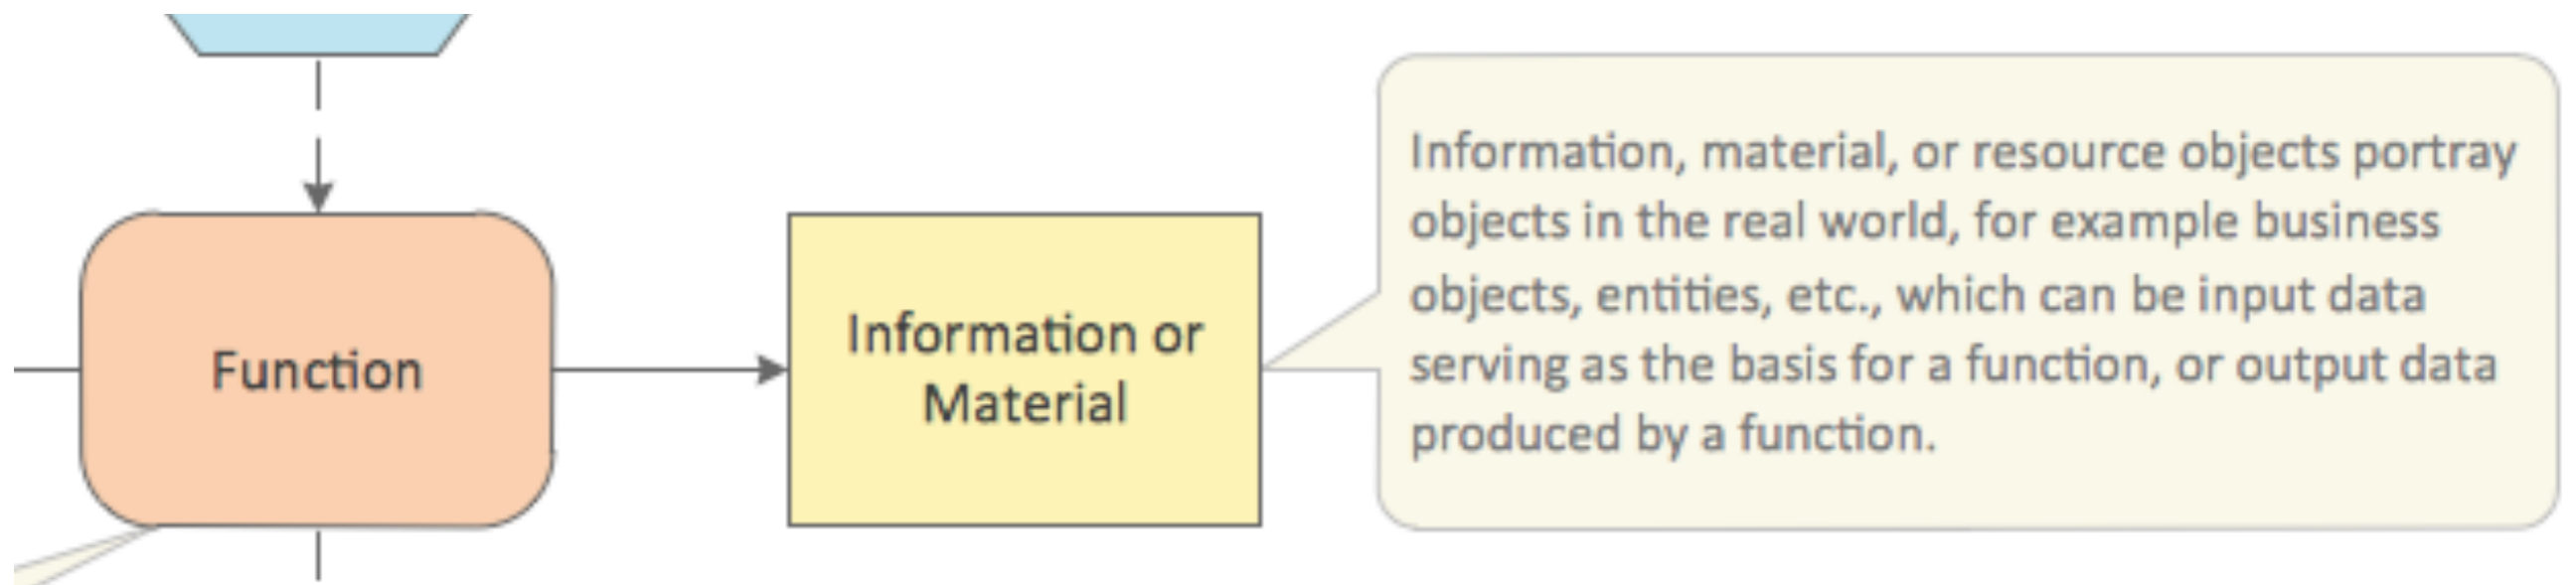 Function
Information or
Material
Information, material, or resource objects portray
objects in the real world, for example business
objects, entities, etc., which can be input data
serving as the basis for a function, or output data
produced by a function.